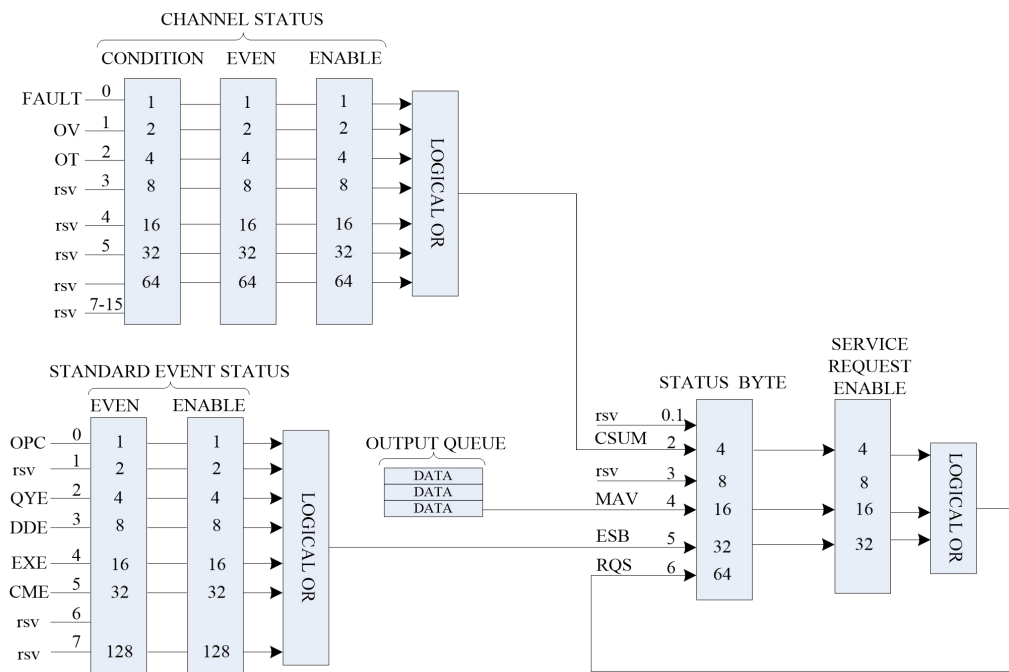 CHANNEL STATUS
CONDITION EVEN ENABLE
FAULT 0 1 1 1
OV 1 2 2 2
OT 2 4 4 4
rsv 3 8 8 8
rsv 4 16 16 16
rsv 5 32 32 32
rsv 64 64 64
rsv 7-15
LOGICAL OR
STANDARD EVENT STATUS
EVEN ENABLE
OPC 0 1 1
rsv 1 2 2
QYE 2 4 4
DDE 3 8 8
EXE 4 16 16
CME 5 32 32
rsv 6
rsv 7 128 128
LOGICAL OR
OUTPUT QUEUE
DATA
DATA
DATA
STATUS BYTE
SERVICE
REQUEST
ENABLE
rsv 0.1
CSUM 2 4 4
rsv 3 8 8
MAV 4 16 16
ESB 5 32 32
RQS 6 64
LOGICAL OR